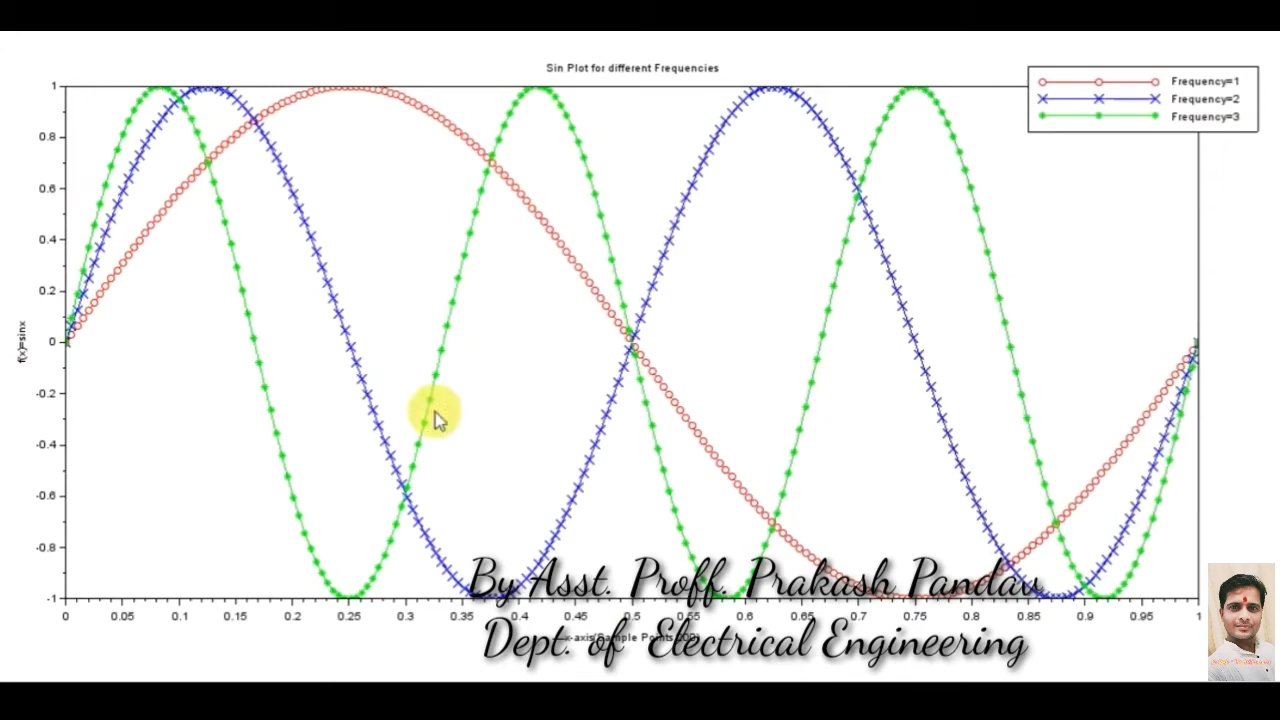 Sin Plot for different Frequencies
Frequency=1
Frequency=2
Frequency=3
1
0.8
0.6
0.4
0.2
0
-0.2
-0.4
-0.6
-0.8
-1
f(x)=sinx
0 0.05 0.1 0.15 0.2 0.25 0.3 0.35 0.4 0.45 0.5 0.55 0.6 0.65 0.7 0.75 0.8 0.85 0.9 0.95 1
x-axis(Sample Points 200)
By Asst. Proff. Prakash Pandav
Dept. of Electrical Engineering